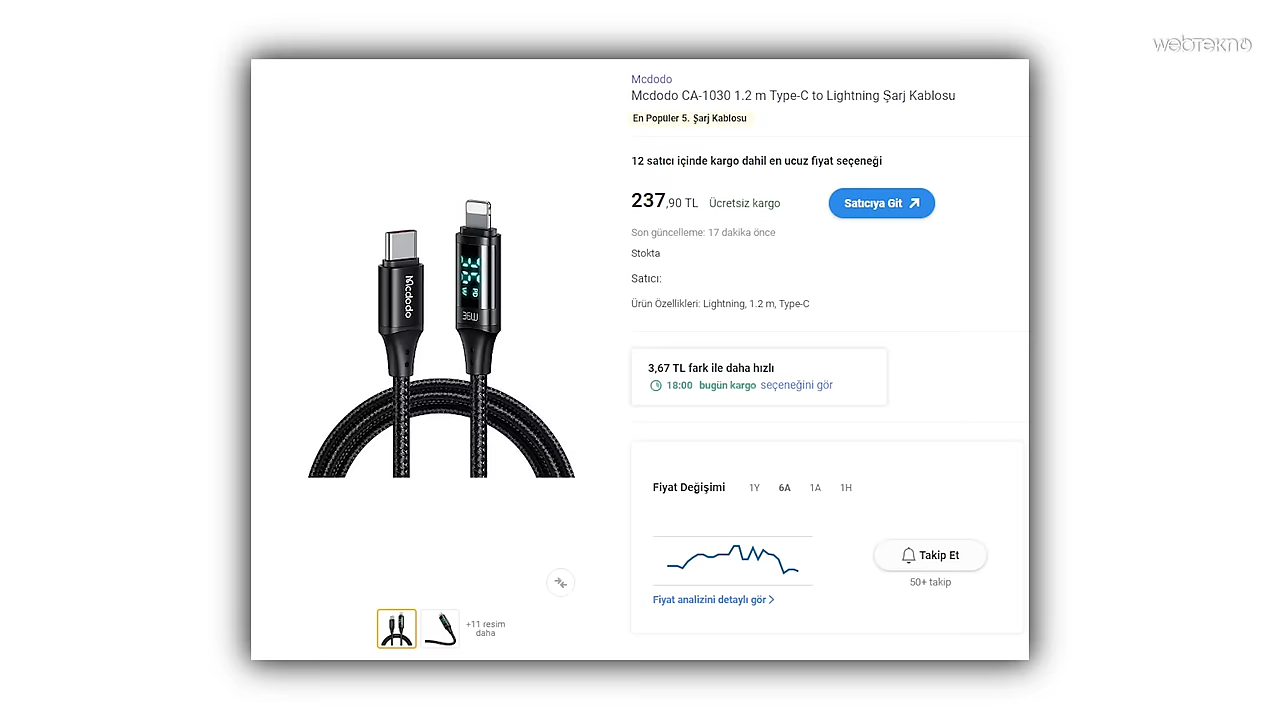 webtekno
Mcdodo
Mcdodo CA-1030 1.2 m Type-C to Lightning Şarj Kablosu
En Popüler 5. Şarj Kablosu
12 satıcı içinde kargo dahil en ucuz fiyat seçeneği
237,90 TL Ücretsiz kargo
Satıcıya Git
Son güncelleme: 17 dakika önce
Stokta
Satıcı:
Ürün Özellikleri: Lightning, 1.2 m, Type-C
3,67 TL fark ile daha hızlı
18:00 bugün kargo seçeneğini gör
Fiyat Değişimi 1Y 6A 1A 1H
Takip Et
50+ takip
Fiyat analizini detaylı gör
Mcdodo
36
PD
W
36W
+11 resim
daha